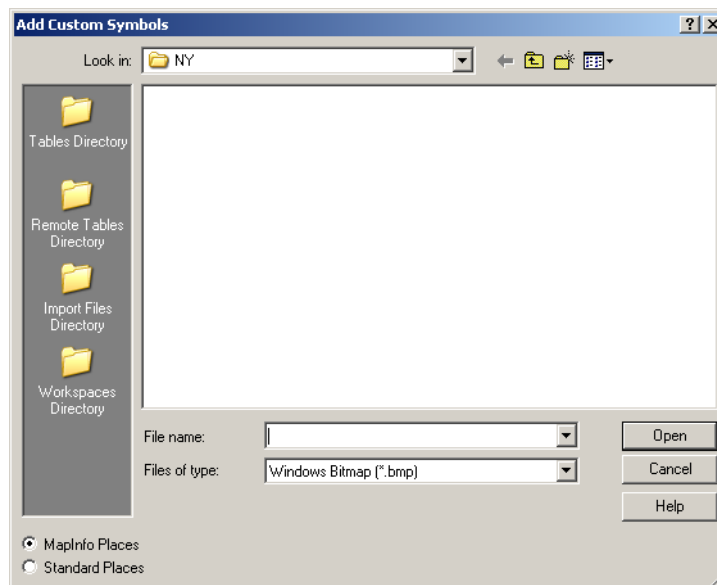 Add Custom Symbols
Look in:
NY
Tables Directory
Remote Tables
Directory
Import Files
Directory
Workspaces
Directory
File name:
Open
Files of type:
Windows Bitmap (*.bmp)
Cancel
Help
MapInfo Places
Standard Places